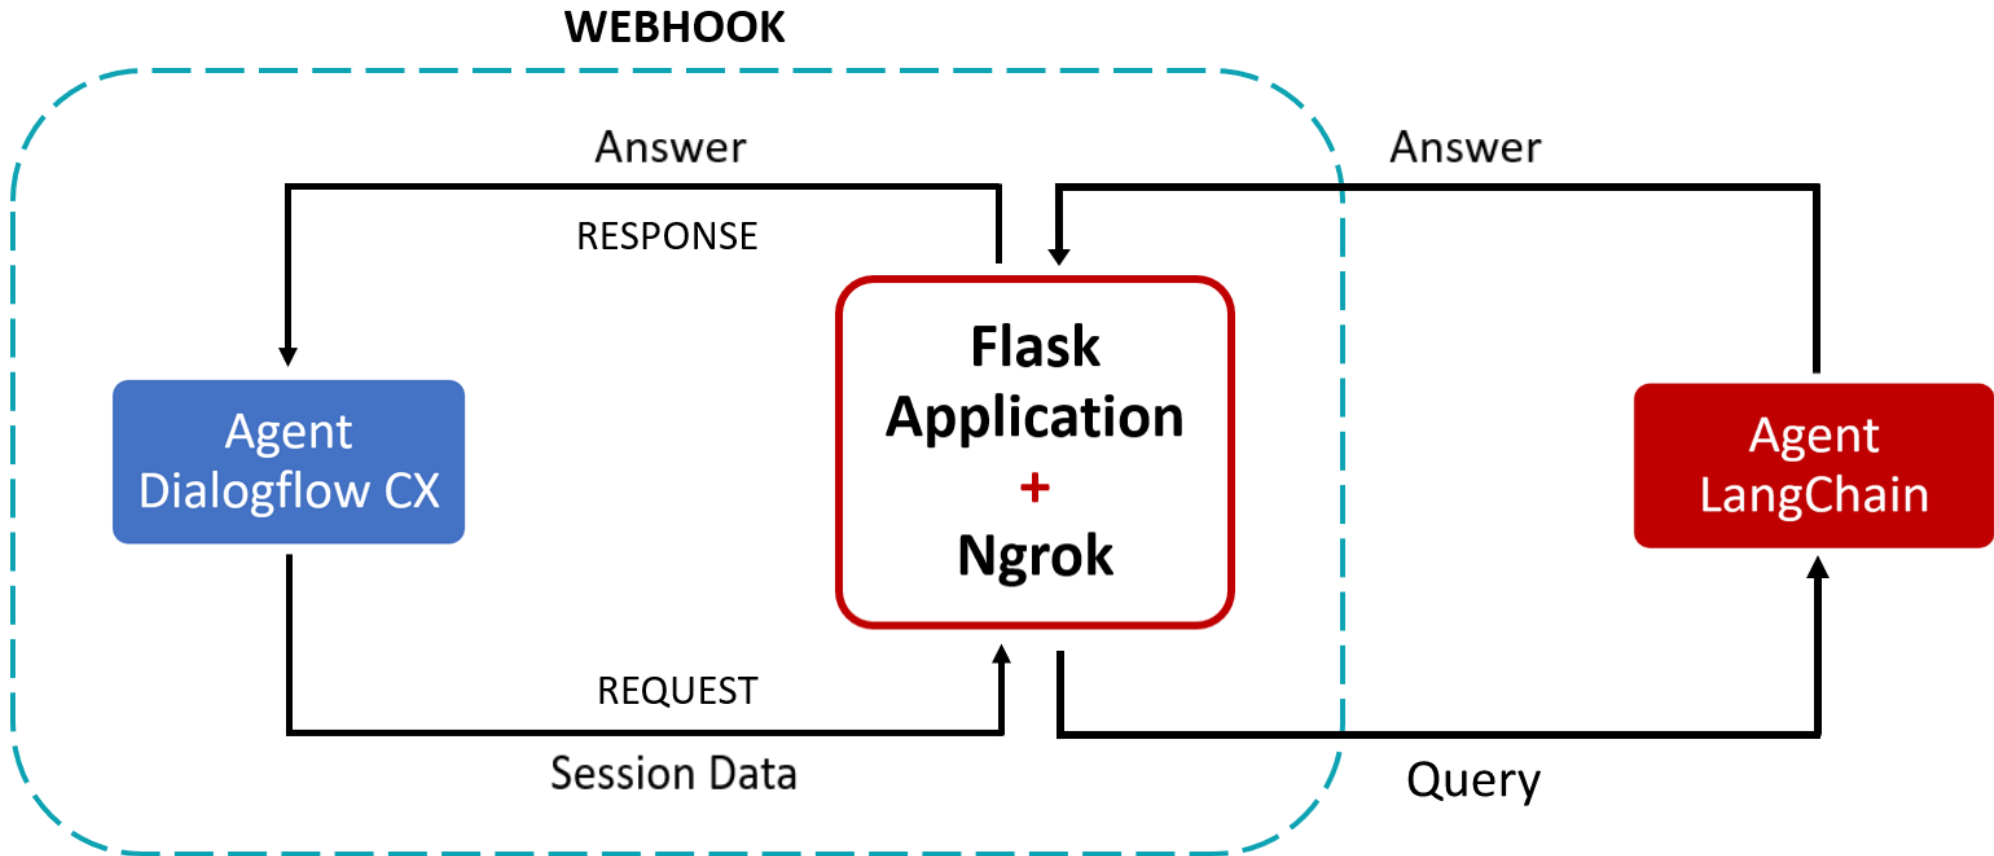 WEBHOOK
Answer
Answer
RESPONSE
Flask
Application
+
Ngrok
Agent
Dialogflow CX
Agent
LangChain
REQUEST
Session Data
Query